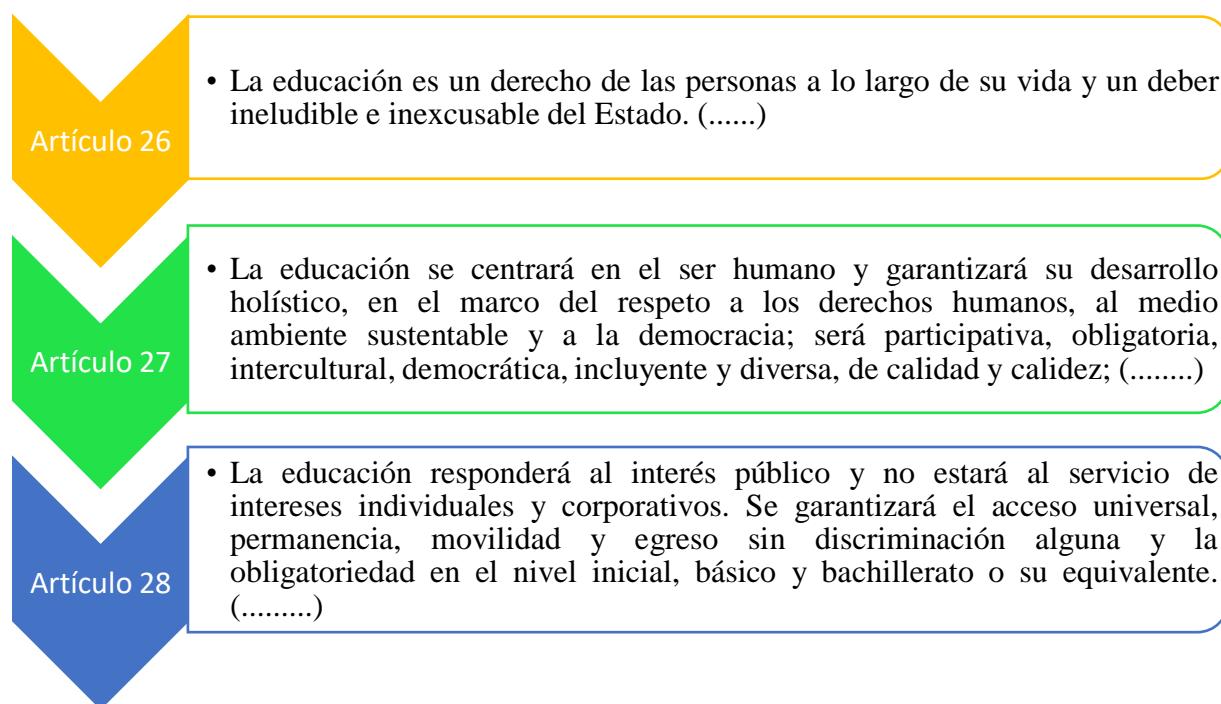 Artículo 26
• La educación es un derecho de las personas a lo largo de su vida y un deber
ineludible e inexcusable del Estado. (......)
Artículo 27
• La educación se centrará en el ser humano y garantizará su desarrollo
holístico, en el marco del respeto a los derechos humanos, al medio
ambiente sustentable y a la democracia; será participativa, obligatoria,
intercultural, democrática, incluyente y diversa, de calidad y calidez; (........)
Artículo 28
• La educación responderá al interés público y no estará al servicio de
intereses individuales y corporativos. Se garantizará el acceso universal,
permanencia, movilidad y egreso sin discriminación alguna y la
obligatoriedad en el nivel inicial, básico y bachillerato o su equivalente.
(.........)